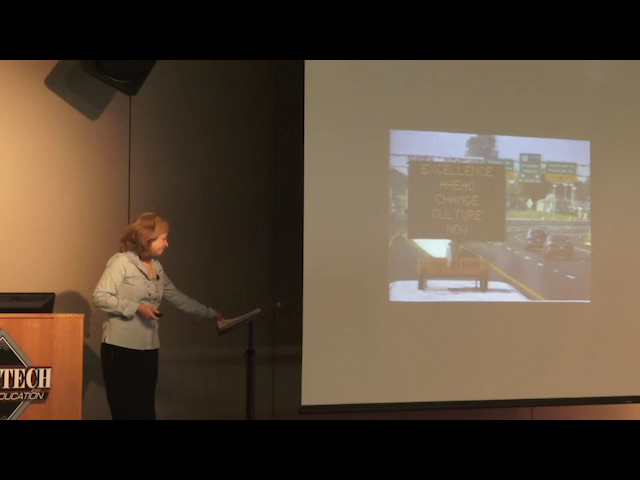 EXCELLENCE
AHEAD
CHANGE
CULTURE
NOW
TECH
EDUCATION